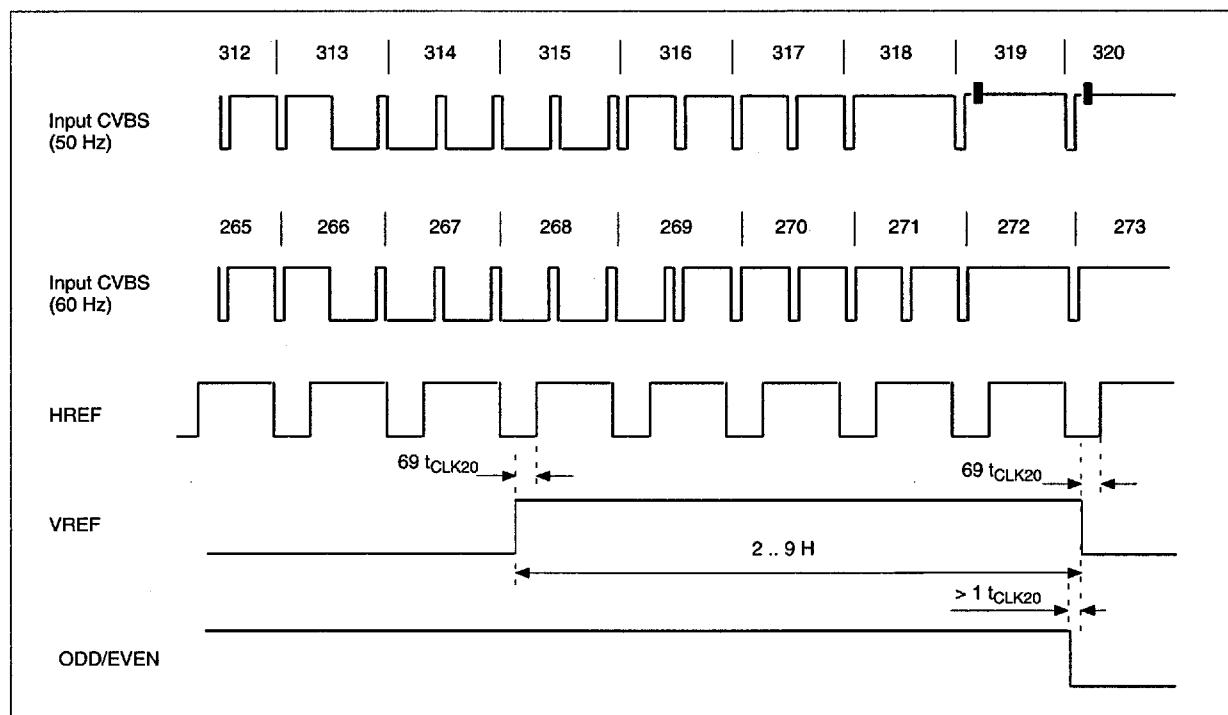 312 313 314 315 316 317 318 319 320
Input CVBS
(50 Hz)
265 266 267 268 269 270 271 272 273
Input CVBS
(60 Hz)
HREF
69 tCLK20 69 tCLK20
VREF
2 .. 9 H
> 1 tCLK20
ODD/EVEN